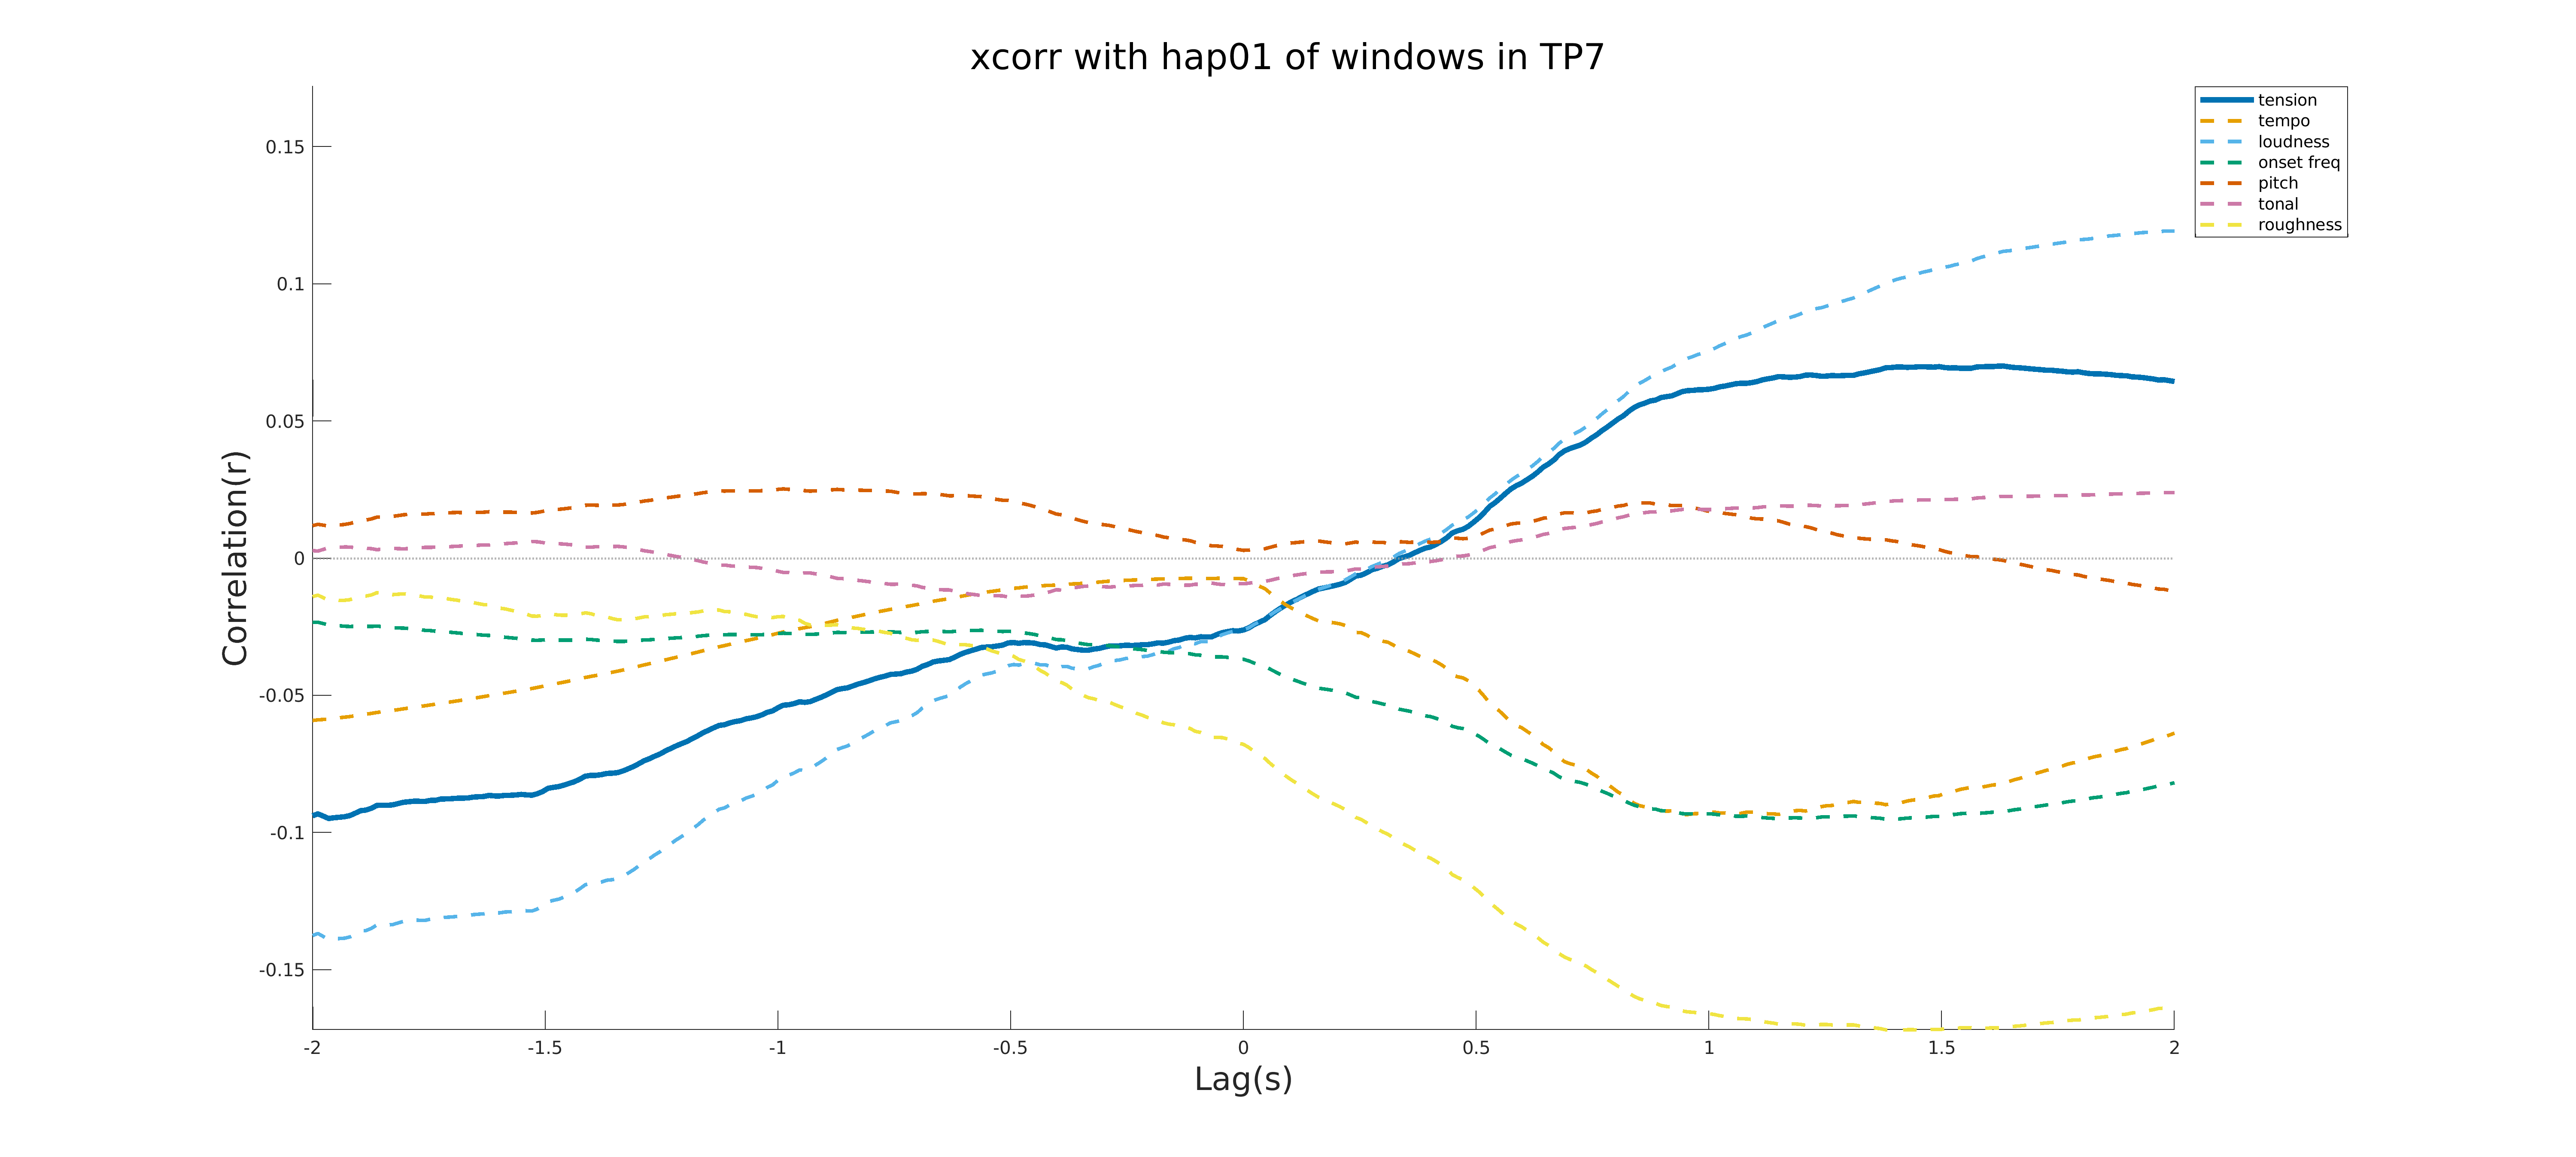 xcorr with hap01 of windows in TP7
tension
tempo
loudness
onset freq
pitch
tonal
roughness
Correlation(r)
0.15
0.1
0.05
0
-0.05
-0.1
-0.15
-2
-1.5
-1
-0.5
0
0.5
1
1.5
2
Lag(s)